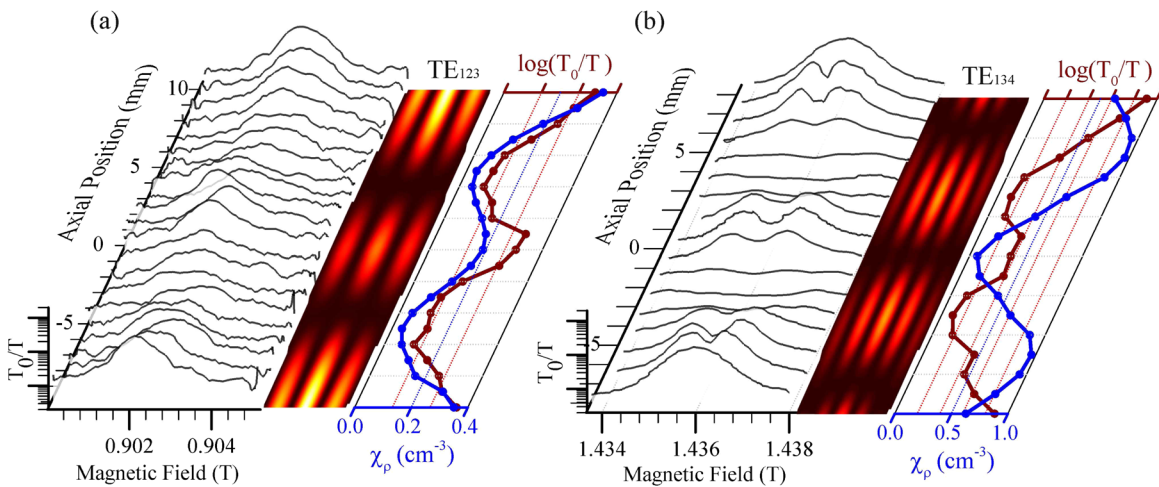 (a)
TE₁₂₃
log(T₀/T)
Axial Position (mm)
10
5
0
-5
T₀/T
0.902 0.904
Magnetic Field (T)
0.0 0.2 0.4
χρ (cm⁻³)
(b)
TE₁₃₄
log(T₀/T)
Axial Position (mm)
5
0
-5
T₀/T
1.434 1.436 1.438
Magnetic Field (T)
0.0 0.5 1.0
χρ (cm⁻³)